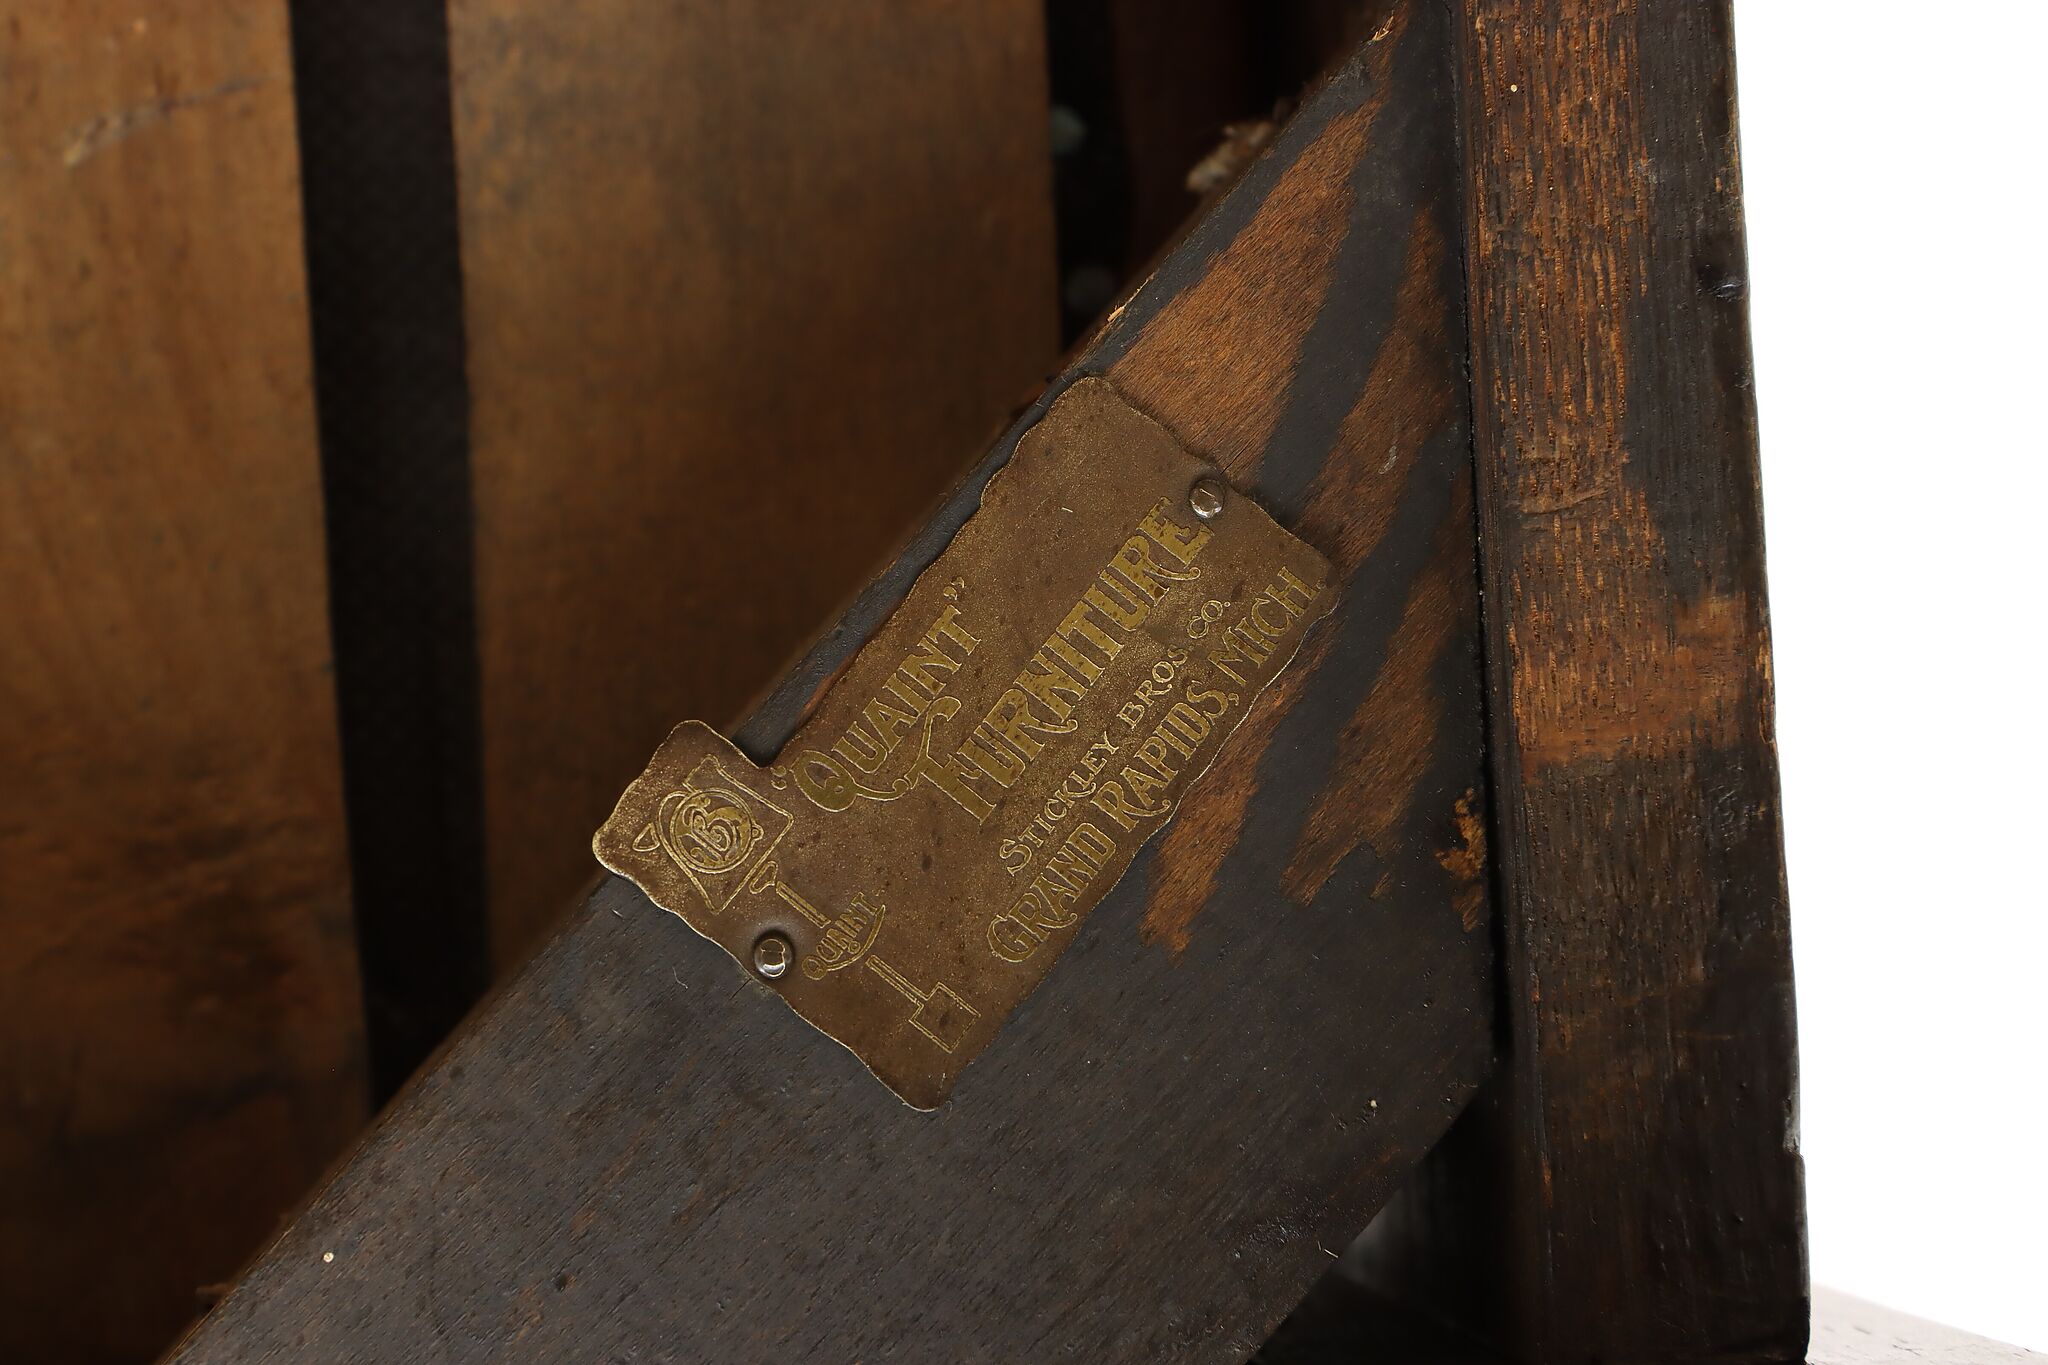 "QUAINT"
FURNITURE
STICKLEY BROS. CO.
GRAND RAPIDS, MICH.
QUAINT